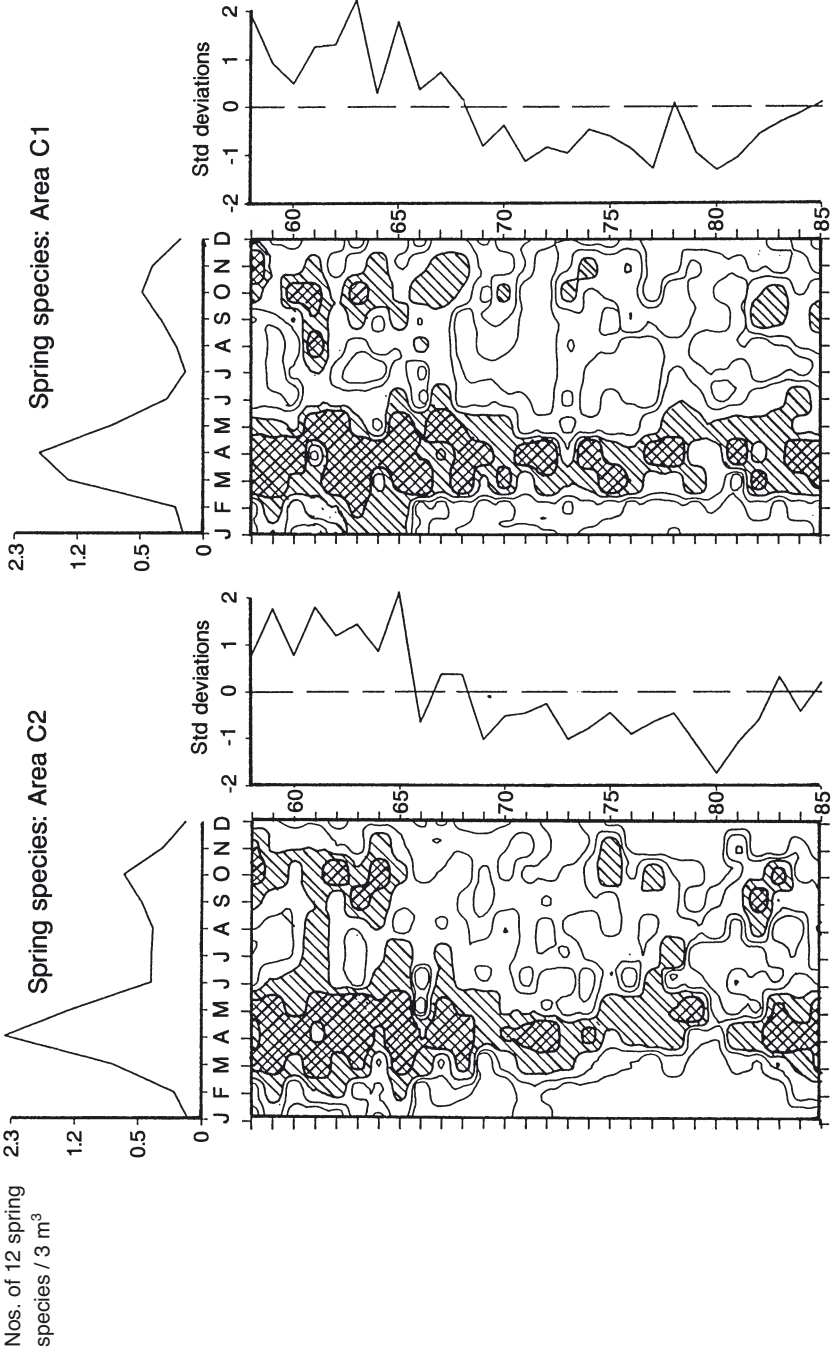 Nos. of 12 spring
species / 3 m³
Spring species: Area C2
2.3
1.2
0.5
0
J F M A M J J A S O N D
Std deviations
-2 -1 0 1 2
60
65
70
75
80
85
Spring species: Area C1
2.3
1.2
0.5
0
J F M A M J J A S O N D
Std deviations
-2 -1 0 1 2
60
65
70
75
80
85